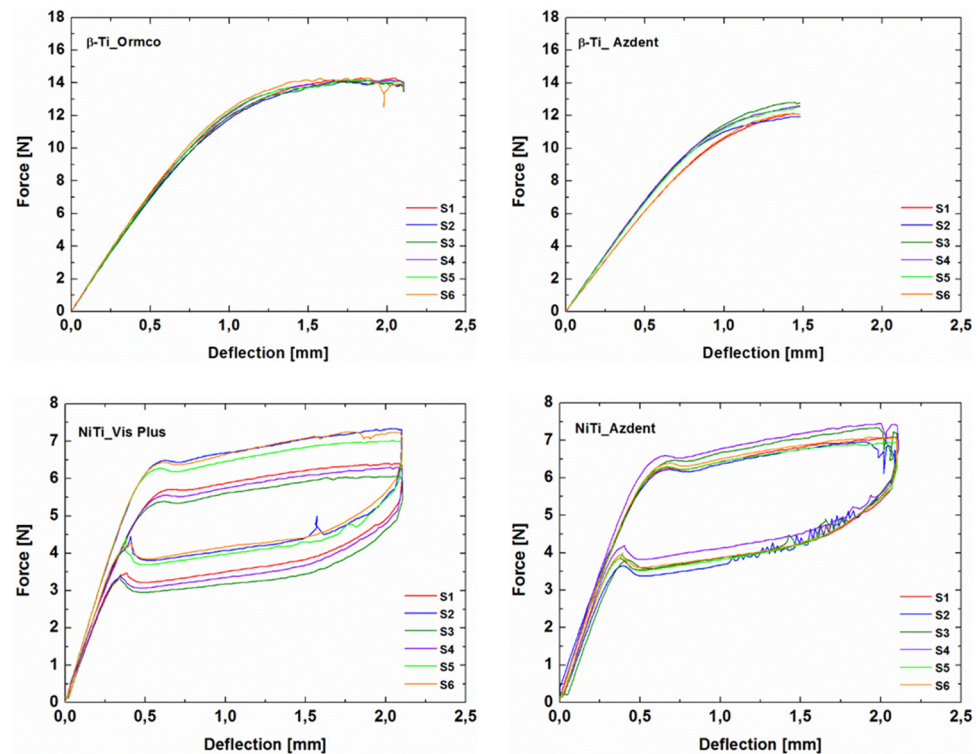 β-Ti_Ormco
Force [N]
18
16
14
12
10
8
6
4
2
0
S1
S2
S3
S4
S5
S6
0,0 0,5 1,0 1,5 2,0 2,5
Deflection [mm]
β-Ti_ Azdent
Force [N]
18
16
14
12
10
8
6
4
2
0
S1
S2
S3
S4
S5
S6
0,0 0,5 1,0 1,5 2,0 2,5
Deflection [mm]
NiTi_Vis Plus
Force [N]
8
7
6
5
4
3
2
1
0
S1
S2
S3
S4
S5
S6
0,0 0,5 1,0 1,5 2,0 2,5
Deflection [mm]
NiTi_Azdent
Force [N]
8
7
6
5
4
3
2
1
0
S1
S2
S3
S4
S5
S6
0,0 0,5 1,0 1,5 2,0 2,5
Deflection [mm]